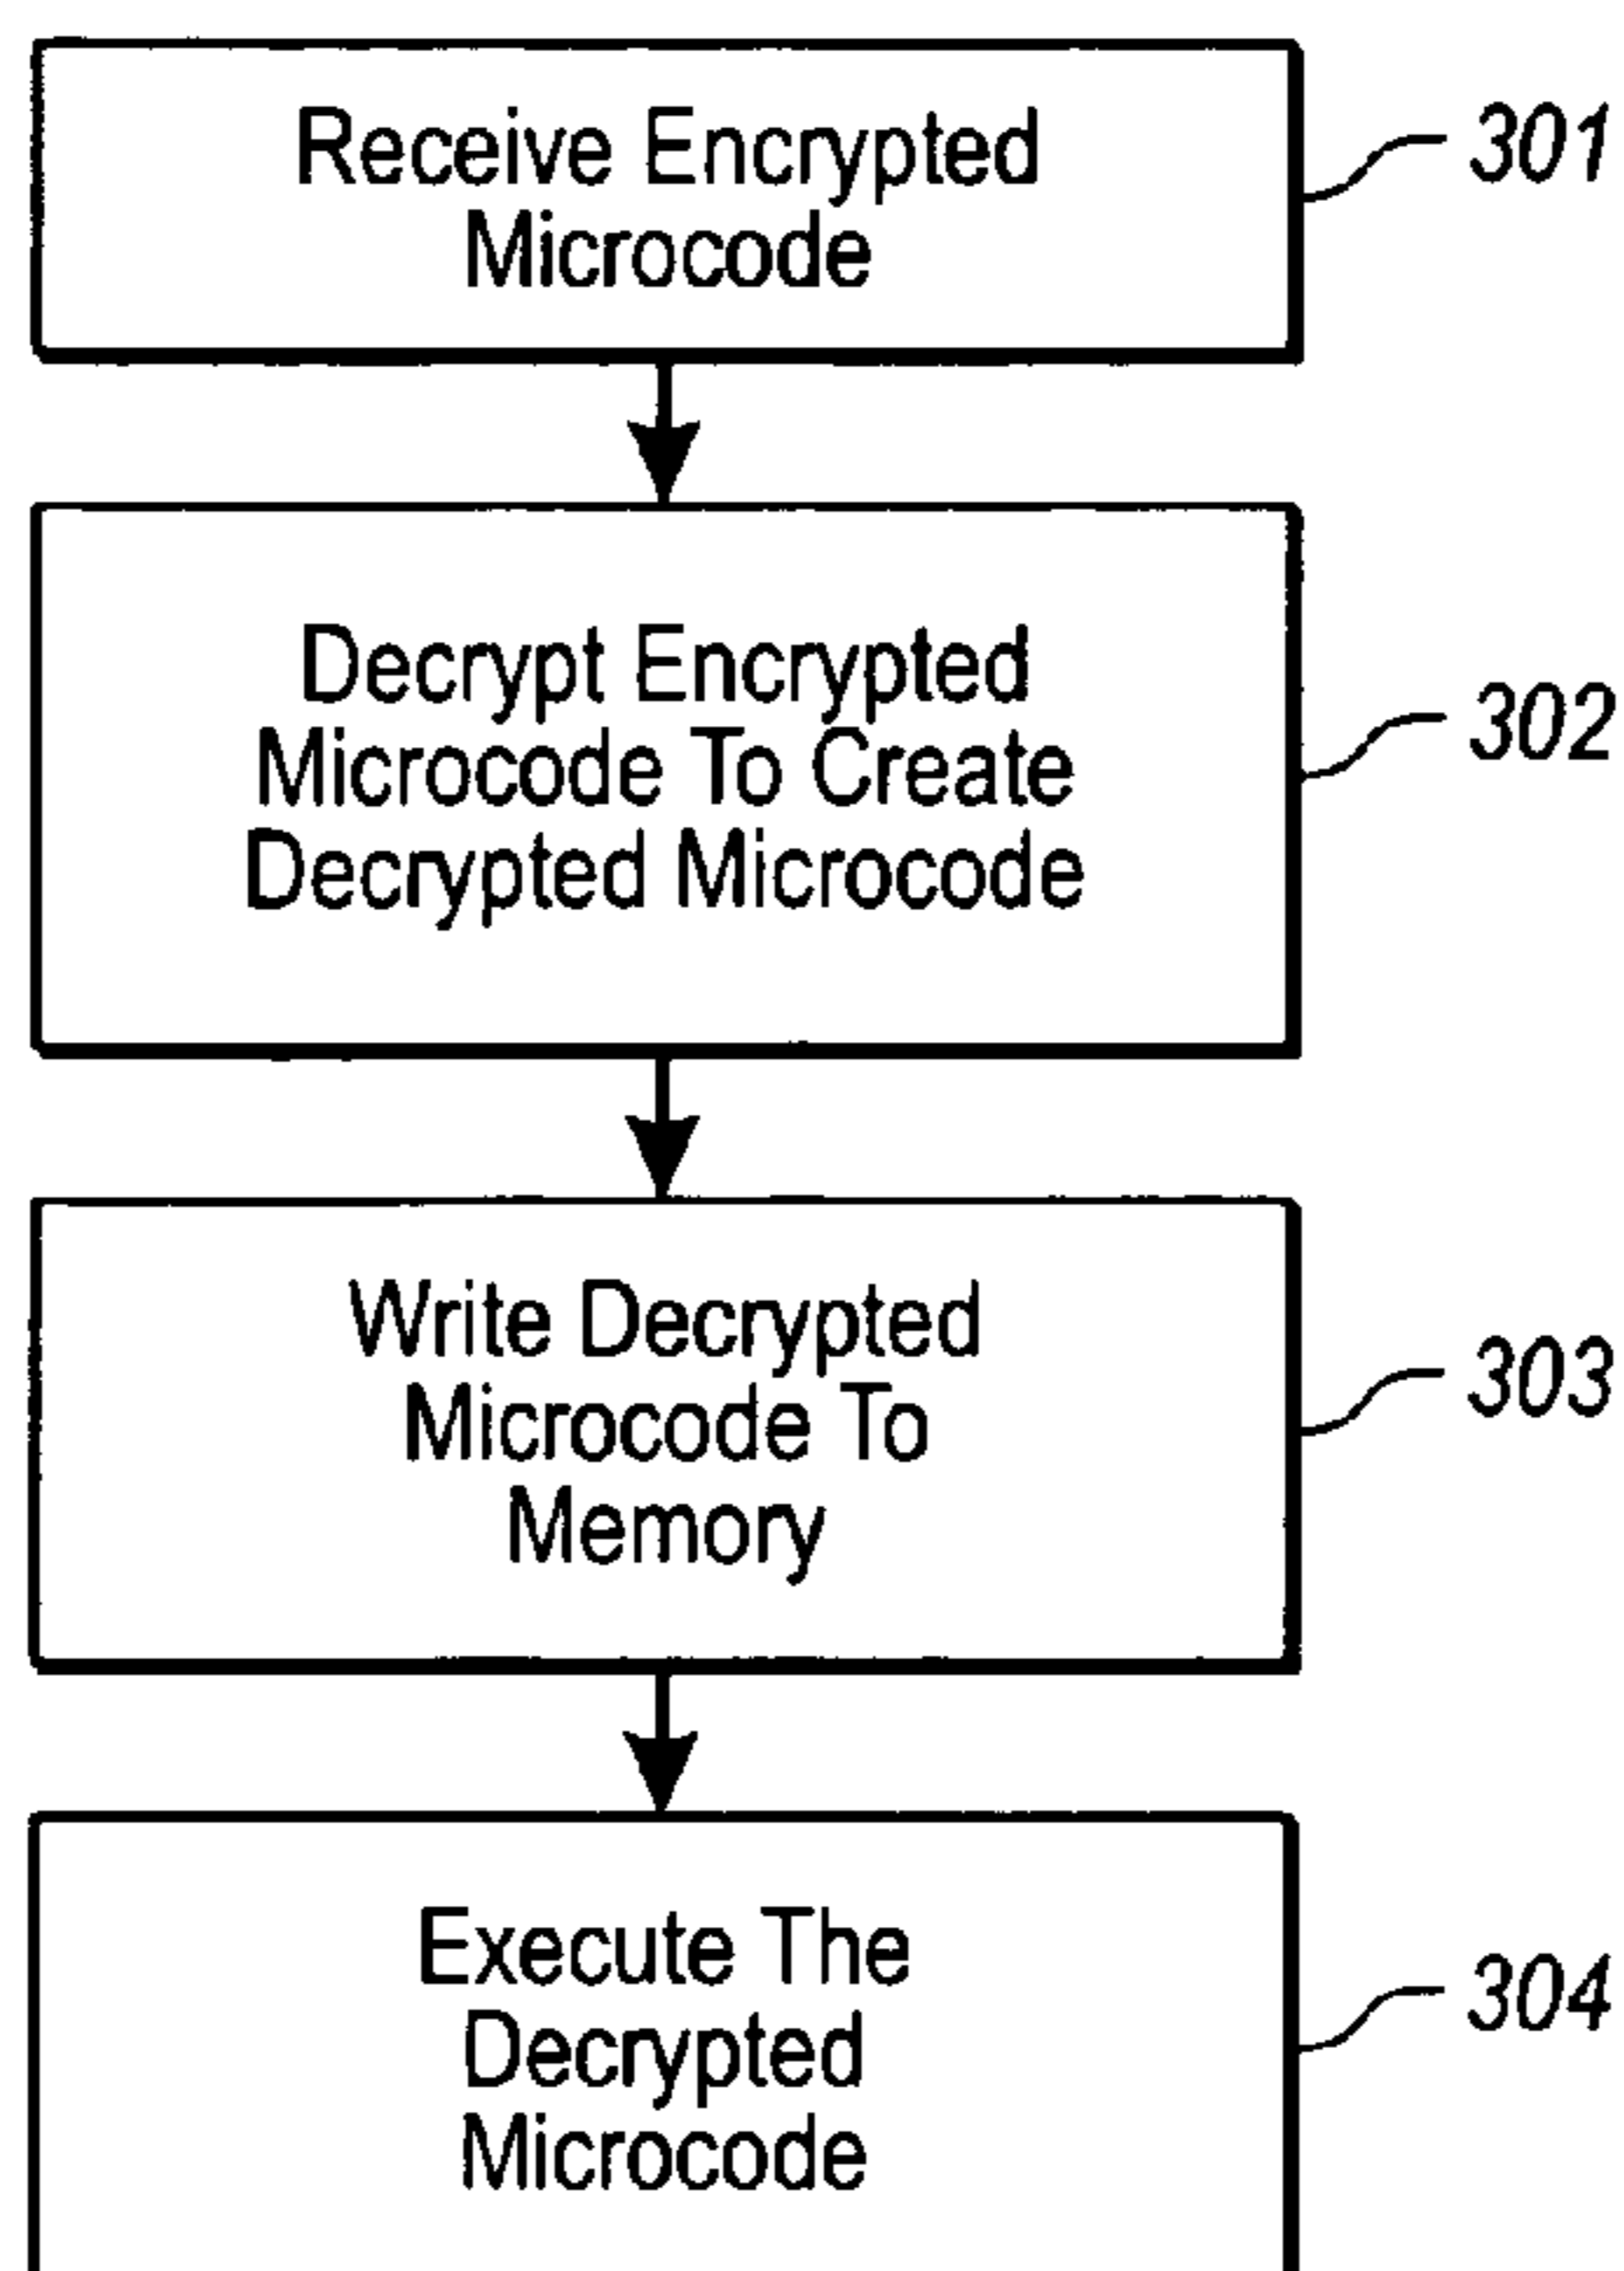 Receive Encrypted
Microcode
301
Decrypt Encrypted
Microcode To Create
Decrypted Microcode
302
Write Decrypted
Microcode To
Memory
303
Execute The
Decrypted
Microcode
304